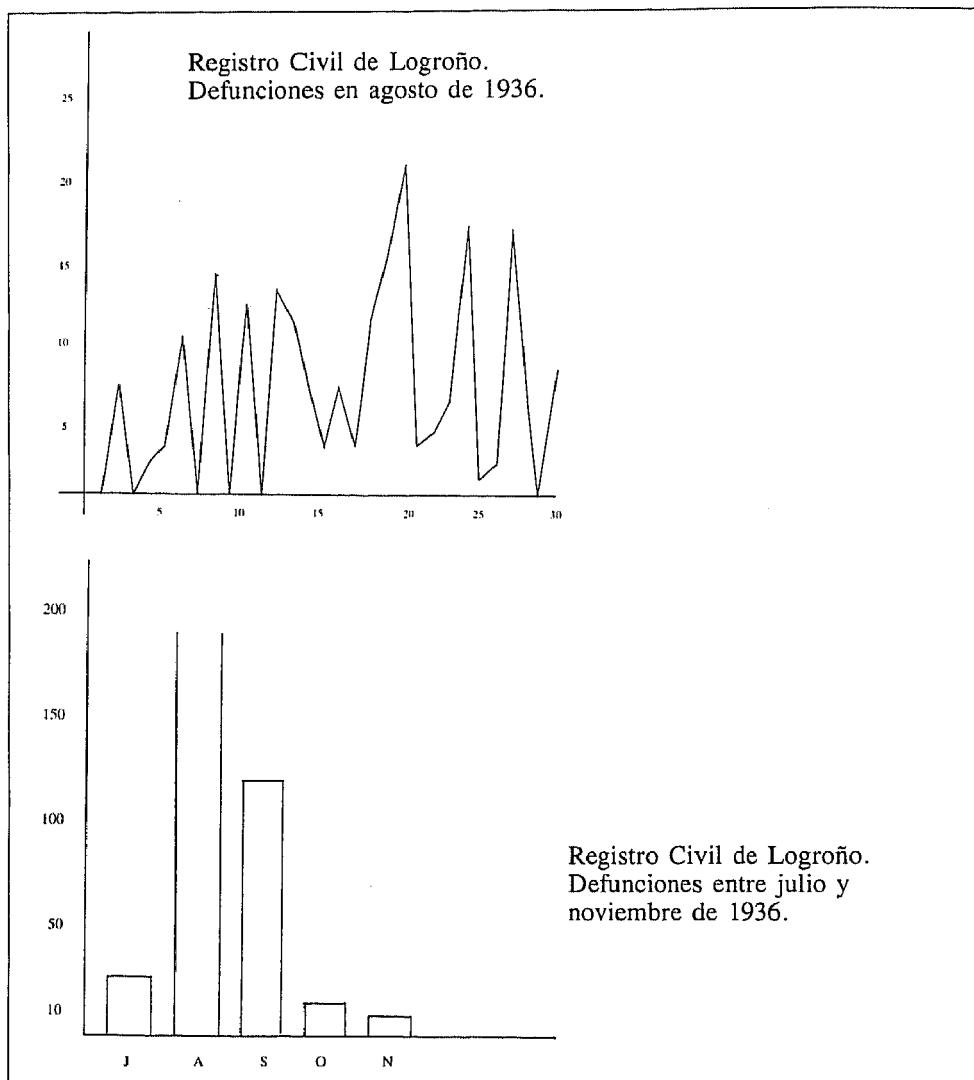 Registro Civil de Logroño.
Defunciones en agosto de 1936.
25
20
15
10
5
5 10 15 20 25 30
200
150
100
50
10
J A S O N
Registro Civil de Logroño.
Defunciones entre julio y
noviembre de 1936.